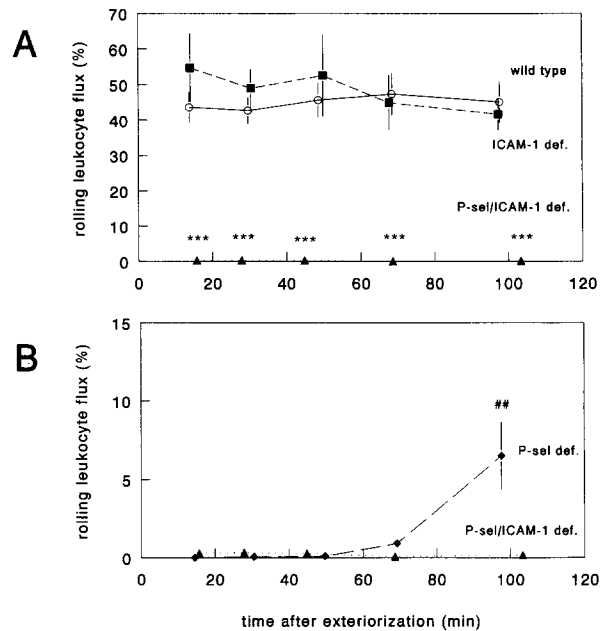 A
rolling leukocyte flux (%)
70
60
50
40
30
20
10
0
wild type
ICAM-1 def.
P-sel/ICAM-1 def.
*** *** *** *** ***
0 20 40 60 80 100 120
B
rolling leukocyte flux (%)
15
10
5
0
##
P-sel def.
P-sel/ICAM-1 def.
0 20 40 60 80 100 120
time after exteriorization (min)